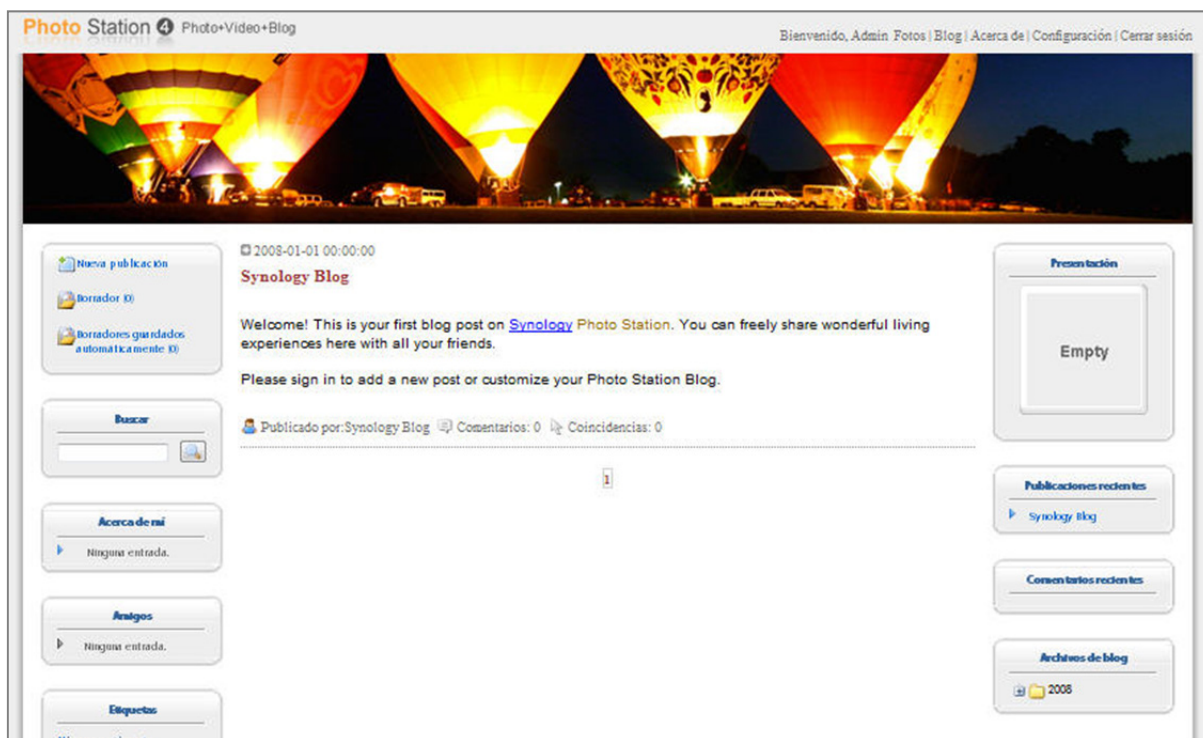 Photo Station 4 Photo+Video+Blog
Bienvenido, Admin Fotos | Blog | Acerca de | Configuración | Cerrar sesión
Nueva publicación
Borrador (0)
Borradores guardados
automáticamente (0)
Buscar
Acerca de mí
Ninguna entrada.
Amigos
Ninguna entrada.
Etiquetas
2008-01-01 00:00:00
Synology Blog
Welcome! This is your first blog post on Synology Photo Station. You can freely share wonderful living
experiences here with all your friends.
Please sign in to add a new post or customize your Photo Station Blog.
Publicado por:Synology Blog Comentarios: 0 Coincidencias: 0
1
Presentación
Empty
Publicaciones recientes
Synology Blog
Comentarios recientes
Archivos de blog
2008